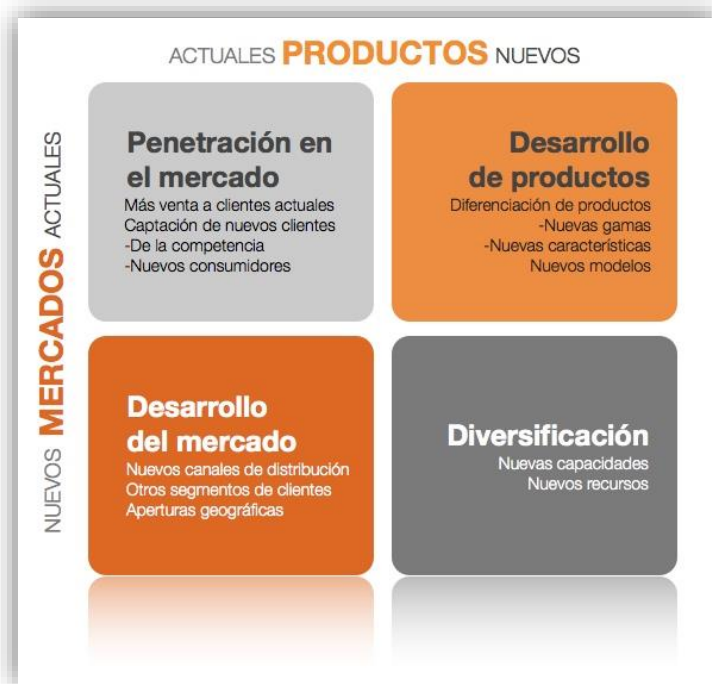 ACTUALES PRODUCTOS NUEVOS
NUEVOS MERCADOS ACTUALES
Penetración en
el mercado
Más venta a clientes actuales
Captación de nuevos clientes
-De la competencia
-Nuevos consumidores
Desarrollo
de productos
Diferenciación de productos
-Nuevas gamas
-Nuevas características
Nuevos modelos
Desarrollo
del mercado
Nuevos canales de distribución
Otros segmentos de clientes
Aperturas geográficas
Diversificación
Nuevas capacidades
Nuevos recursos